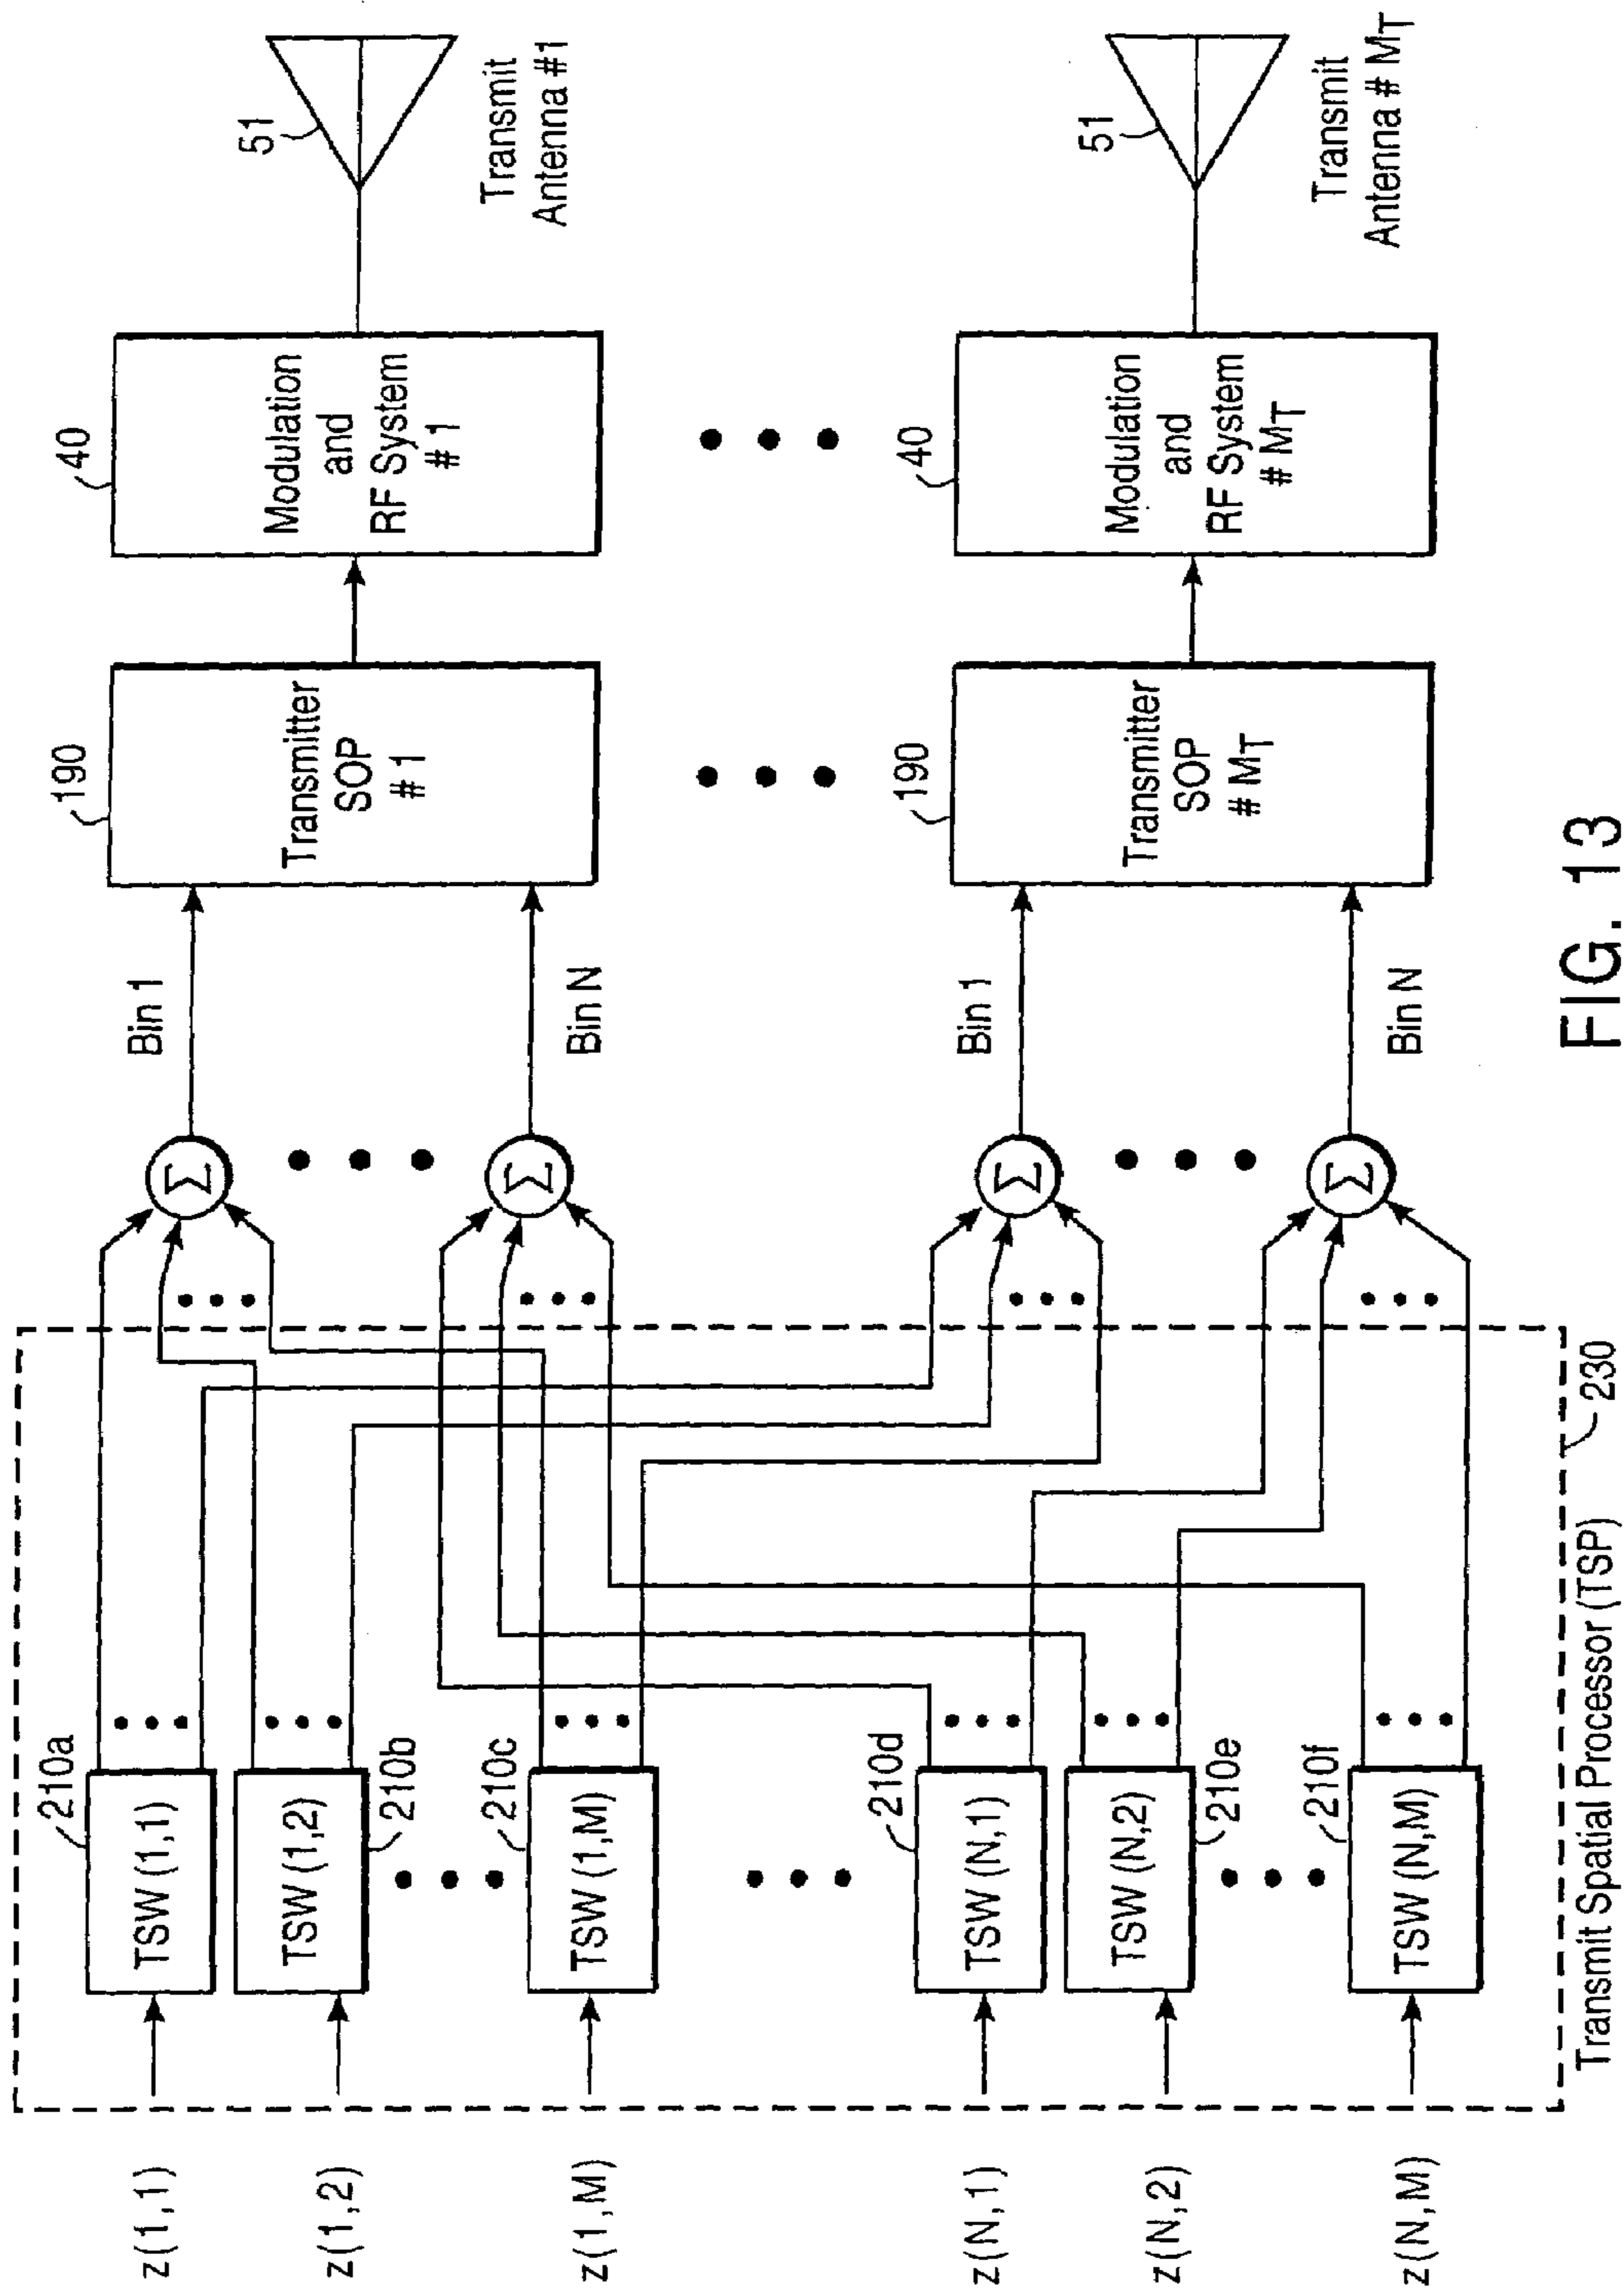 z(1,1)
z(1,2)
z(1,M)
z(N,1)
z(N,2)
z(N,M)
TSW (1,1)
210a
TSW (1,2)
210b
TSW (1,M)
210c
TSW (N,1)
210d
TSW (N,2)
210e
TSW (N,M)
210f
Transmit Spatial Processor (TSP)
230
Σ
Σ
Σ
Σ
Bin 1
Bin N
Bin 1
Bin N
190
Transmitter
SOP
# 1
190
Transmitter
SOP
# MT
40
Modulation
and
RF System
# 1
40
Modulation
and
RF System
# MT
51
Transmit
Antenna #1
51
Transmit
Antenna # MT
FIG. 13